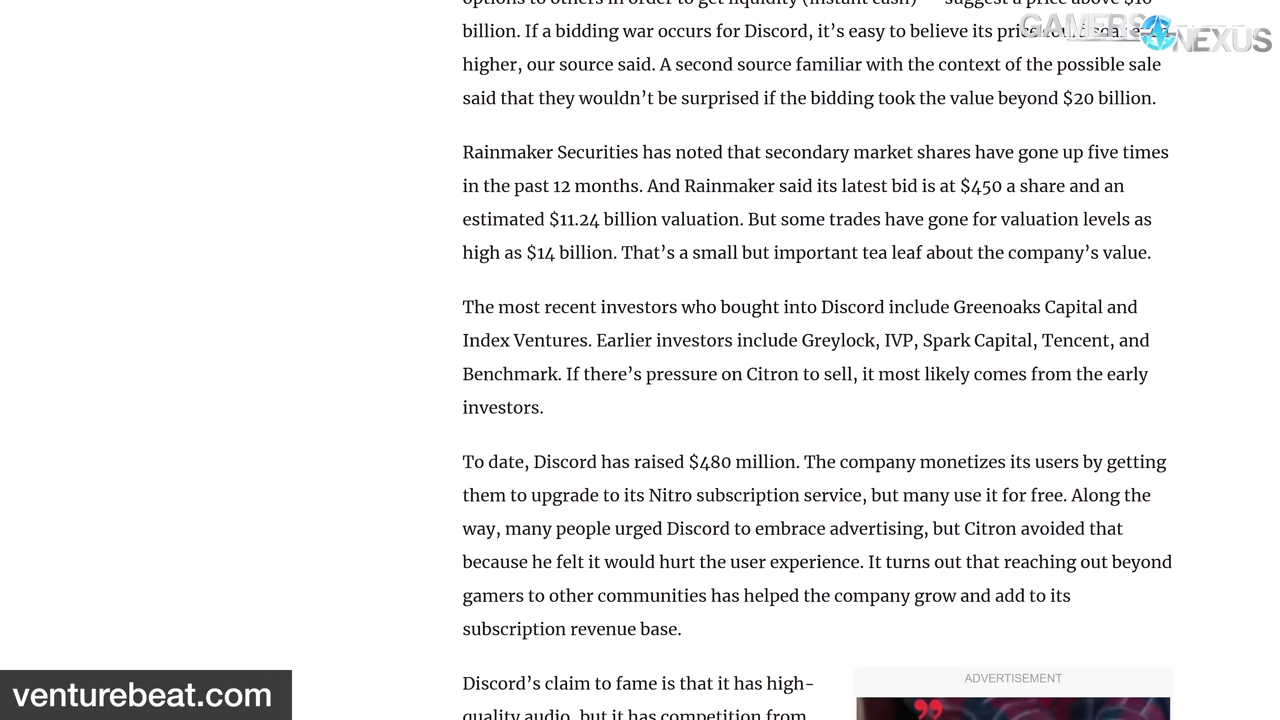 options to others in order to get liquidity (instant cash) — suggest a price above $10
billion. If a bidding war occurs for Discord, it’s easy to believe its price could soar even
higher, our source said. A second source familiar with the context of the possible sale
said that they wouldn’t be surprised if the bidding took the value beyond $20 billion.
Rainmaker Securities has noted that secondary market shares have gone up five times
in the past 12 months. And Rainmaker said its latest bid is at $450 a share and an
estimated $11.24 billion valuation. But some trades have gone for valuation levels as
high as $14 billion. That’s a small but important tea leaf about the company’s value.
The most recent investors who bought into Discord include Greenoaks Capital and
Index Ventures. Earlier investors include Greylock, IVP, Spark Capital, Tencent, and
Benchmark. If there’s pressure on Citron to sell, it most likely comes from the early
investors.
To date, Discord has raised $480 million. The company monetizes its users by getting
them to upgrade to its Nitro subscription service, but many use it for free. Along the
way, many people urged Discord to embrace advertising, but Citron avoided that
because he felt it would hurt the user experience. It turns out that reaching out beyond
gamers to other communities has helped the company grow and add to its
subscription revenue base.
Discord’s claim to fame is that it has high-
quality audio, but it has competition from
ADVERTISEMENT
GAMERS NEXUS
venturebeat.com